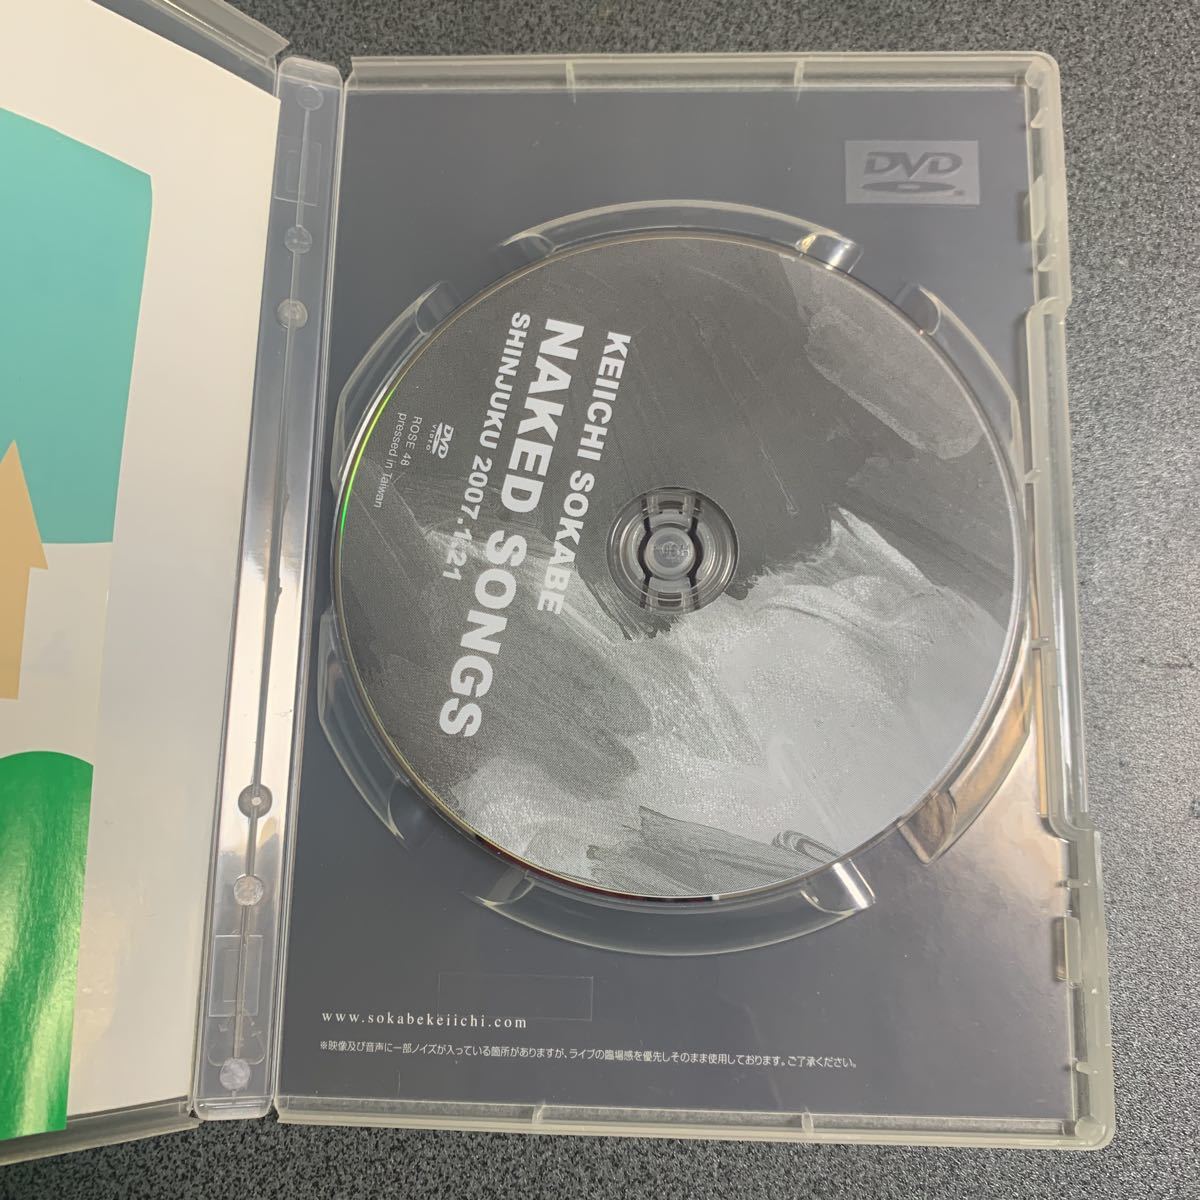 DVD
KEIICHI SOKABE
NAKED SONGS
SHINJUKU 2007.1.21
DVD
VIDEO
ROSE 48
pressed in Taiwan
www.sokabekeiichi.com
※映像及び音声に一部ノイズが入っている箇所がありますが、ライブの臨場感を優先しそのまま使用しております。ご了承ください。